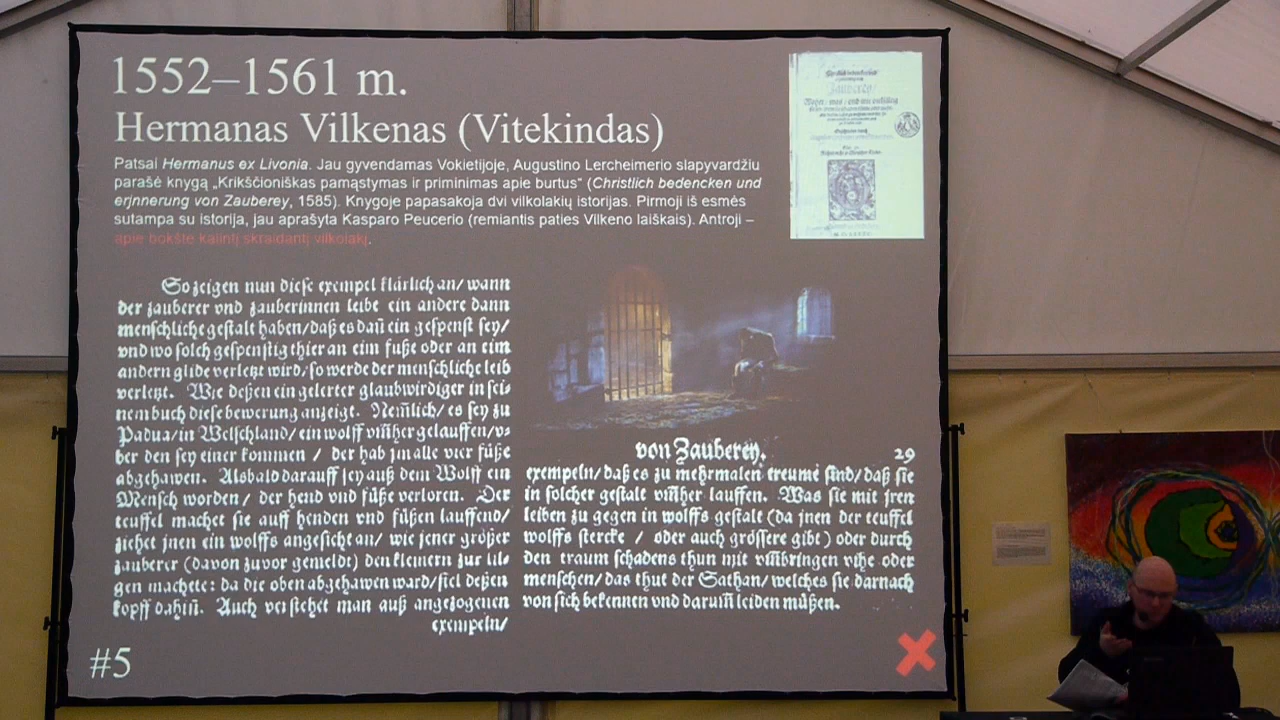 1552–1561 m.
Hermanas Vilkenas (Vitekindas)
Patsai Hermanus ex Livonia. Jau gyvendamas Vokietijoje, Augustino Lercheimerio slapyvardžiu
parašė knygą „Krikščioniškas pamąstymas ir priminimas apie burtus“ (Christlich bedencken und
erjnnerung von Zauberey, 1585). Knygoje papasakoja dvi vilkolakių istorijas. Pirmoji iš esmės
sutampa su istorija, jau aprašyta Kasparo Peucerio (remiantis paties Vilkeno laiškais). Antroji –
apie bokšte kalintį skraidantį vilkolakį.
So zeigen nun diese exempel klärlich an/ wann
der zauberer vnd zauberinnen leibe ein andere dann
menschliche gestalt haben/daß es dañ ein gespenst sey/
vnd wo solch gespenstig thier an eim fuße oder an eim
andern glide verletzt wird/so werde der menschliche leib
verletzt. Wie deßen ein gelerter glaubwirdiger in sei-
nem buch diese bewerung anzeigt. Nemlich/ es sey zu
Padua/in Welschland/ ein wolff vmher gelauffen/v-
ber den sey einer kommen / der hab jm alle vier füße
abgehawen. Alsbald darauff sey auß dem Wolff ein
Mensch worden/ der hend vnd füße verloren. Der
teuffel machet sie auff henden vnd füßen lauffend/
ziehet jnen ein wolffs angesicht an/ wie jener großer
zauberer (davon zuvor gemeldt) den kleinern zur lil-
gen machete: da die oben abgehawen ward/fiel deßen
kopff dahin. Auch verstehet man auß angezogenen
exempeln/
von Zauberey. 29
exempeln/daß es zu mehrmalen treume sind/daß sie
in solcher gestalt vmher lauffen. Was sie mit jren
leiben zu gegen in wolffs gestalt (da jnen der teuffel
wolffs stercke / oder auch größere gibt) oder durch
den traum schadens thun mit vmbringen vihe oder
menschen/das thut der Sathan/welches sie darnach
von sich bekennen vnd darum leiden müßen.
#5